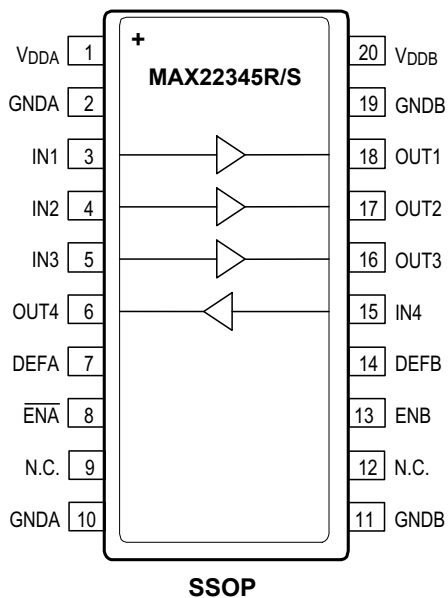 +
MAX22345R/S
VDDA 1 20 VDDB
GNDA 2 19 GNDB
IN1 3 18 OUT1
IN2 4 17 OUT2
IN3 5 16 OUT3
OUT4 6 15 IN4
DEFA 7 14 DEFB
E̅N̅A̅ 8 13 ENB
N.C. 9 12 N.C.
GNDA 10 11 GNDB
SSOP